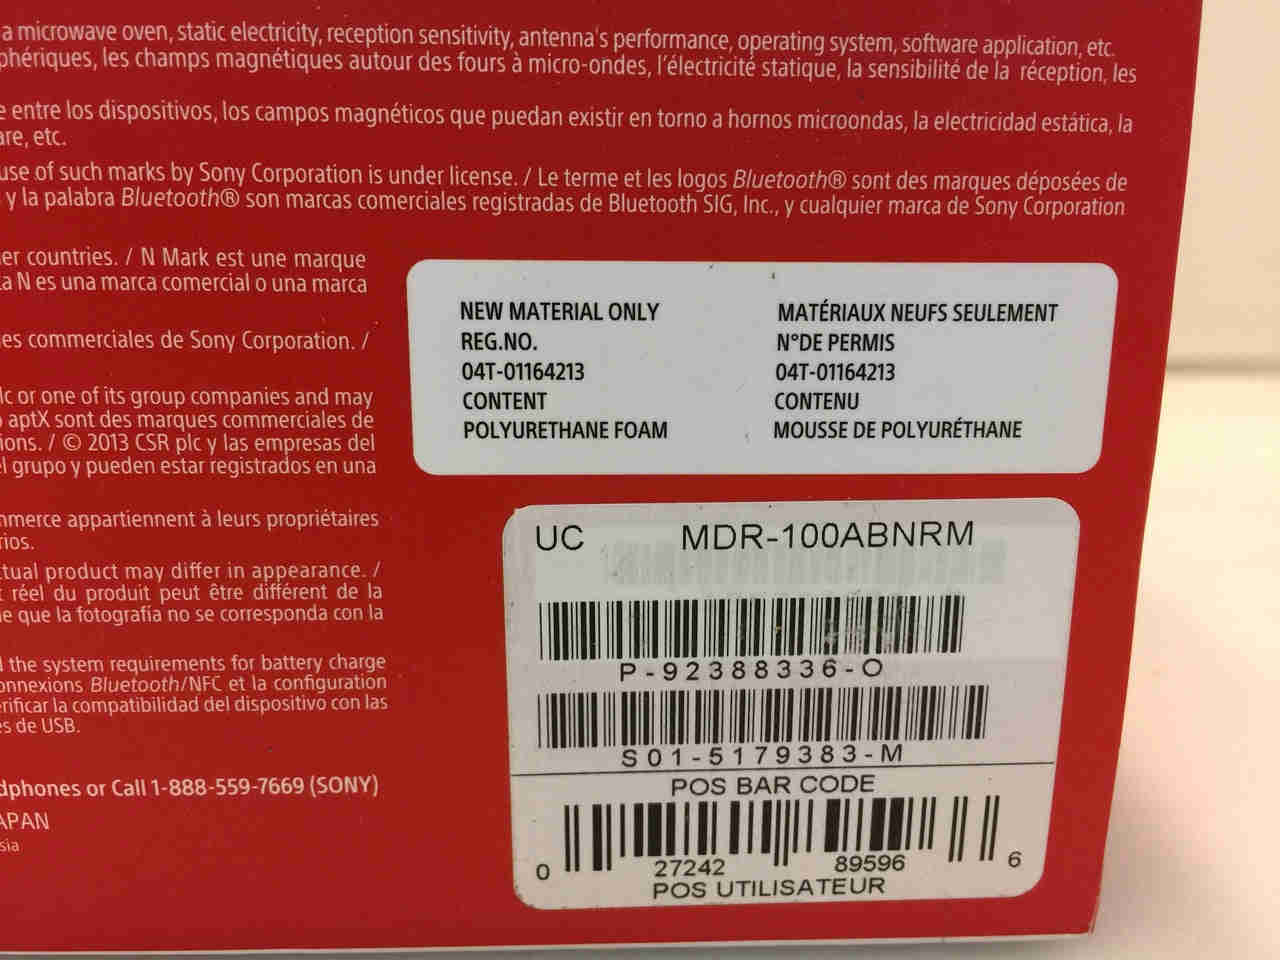 a microwave oven, static electricity, reception sensitivity, antenna's performance, operating system, software application, etc.
phériques, les champs magnétiques autour des fours à micro-ondes, l'électricité statique, la sensibilité de la réception, les
e entre los dispositivos, los campos magnéticos que puedan existir en torno a hornos microondas, la electricidad estática, la
are, etc.
use of such marks by Sony Corporation is under license. / Le terme et les logos Bluetooth® sont des marques déposées de
y la palabra Bluetooth® son marcas comerciales registradas de Bluetooth SIG, Inc., y cualquier marca de Sony Corporation
er countries. / N Mark est une marque
ca N es una marca comercial o una marca
es commerciales de Sony Corporation. /
lc or one of its group companies and may
o aptX sont des marques commerciales de
ions. / © 2013 CSR plc y las empresas del
el grupo y pueden estar registrados en una
mmerce appartiennent à leurs propriétaires
rios.
ctual product may differ in appearance. /
t réel du produit peut être différent de la
e que la fotografía no se corresponda con la
d the system requirements for battery charge
onnexions Bluetooth/NFC et la configuration
erificar la compatibilidad del dispositivo con las
es de USB.
dphones or Call 1-888-559-7669 (SONY)
APAN
sia
NEW MATERIAL ONLY
REG.NO.
04T-01164213
CONTENT
POLYURETHANE FOAM
MATÉRIAUX NEUFS SEULEMENT
N°DE PERMIS
04T-01164213
CONTENU
MOUSSE DE POLYURÉTHANE
UC MDR-100ABNRM
P-92388336-O
S01-5179383-M
POS BAR CODE
0 27242 89596 6
POS UTILISATEUR